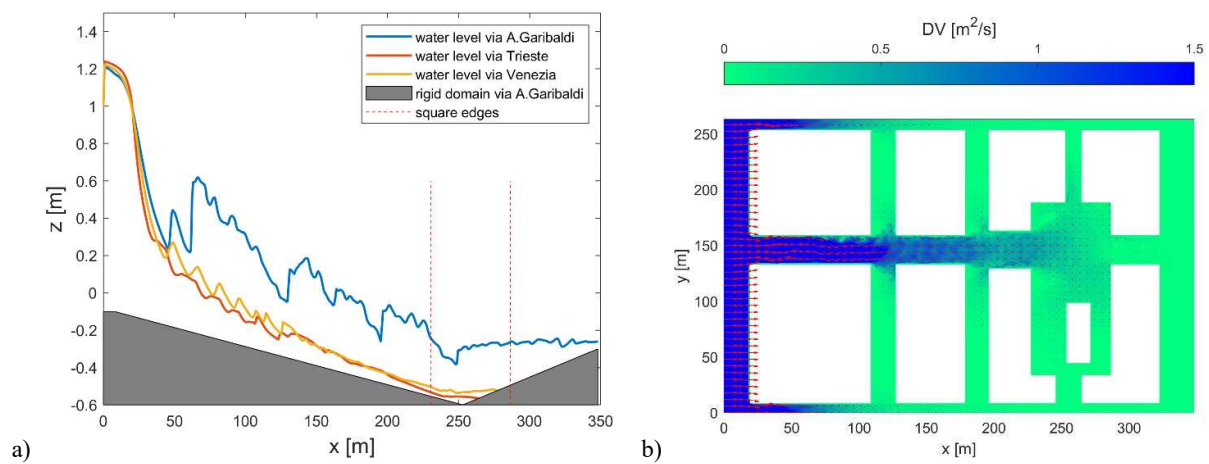 1.4
1.2
1
0.8
0.6
0.4
0.2
0
-0.2
-0.4
-0.6
z [m]
0 50 100 150 200 250 300 350
x [m]
water level via A.Garibaldi
water level via Trieste
water level via Venezia
rigid domain via A.Garibaldi
square edges
a)
DV [m²/s]
0 0.5 1 1.5
250
200
150
100
50
0
y [m]
0 50 100 150 200 250 300
x [m]
b)